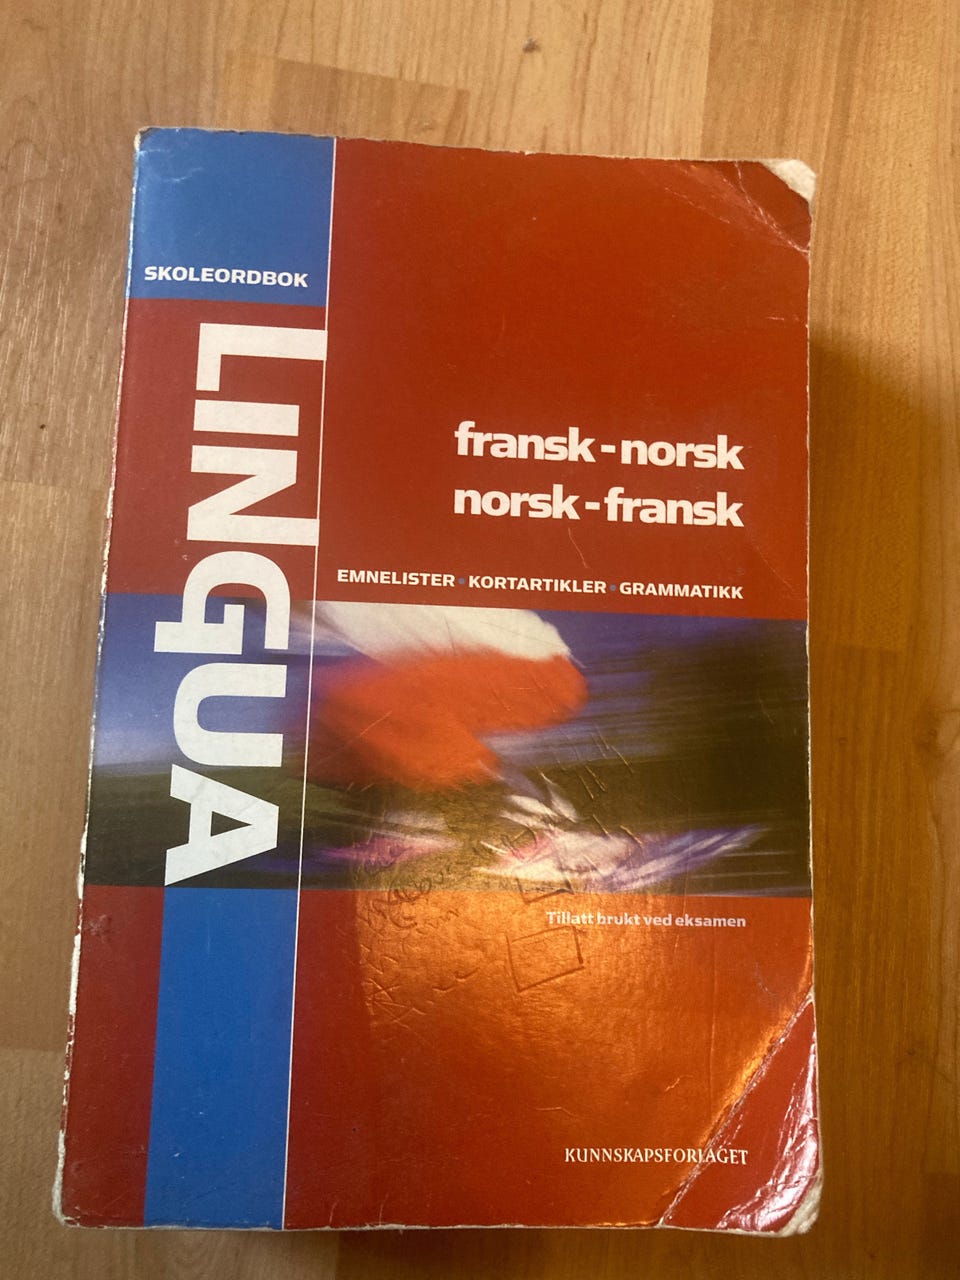 SKOLEORDBOK
LINGUA
fransk-norsk
norsk-fransk
EMNELISTER • KORTARTIKLER • GRAMMATIKK
Tillatt brukt ved eksamen
KUNNSKAPSFORLAGET